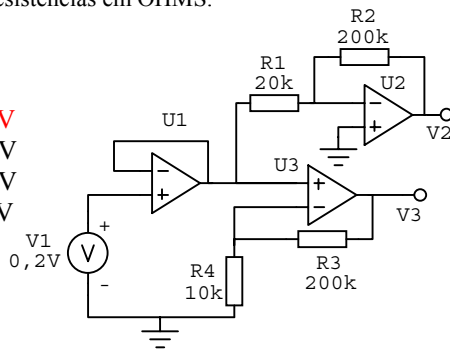 esistências em OHMS.
R2
200k
R1
20k
U2
V
V2
V
V
V
U1
U3
V3
V1
0,2V
V
R4
10k
R3
200k